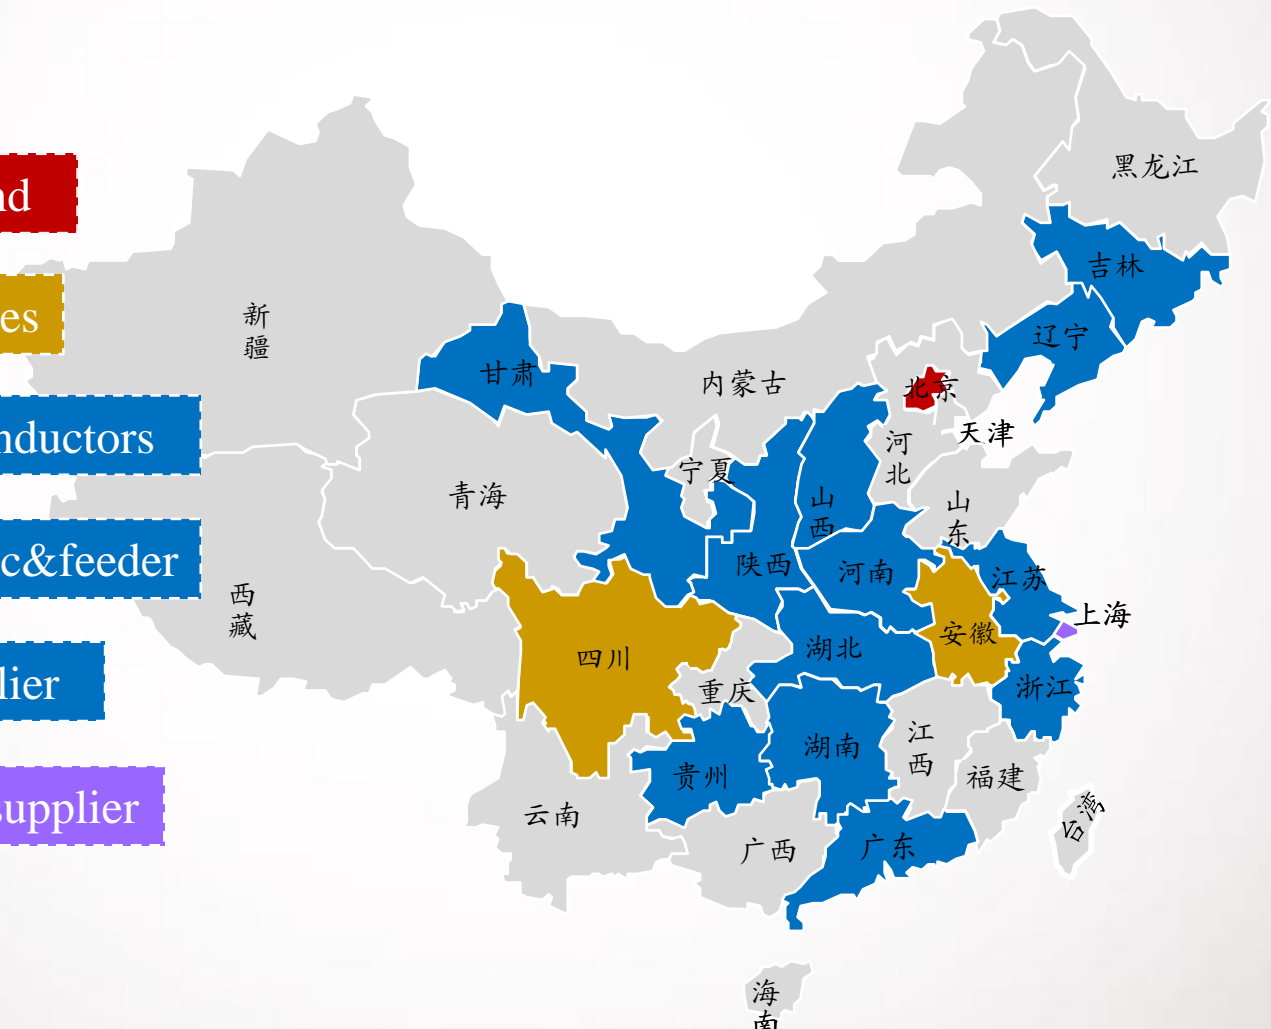 nd
es
nductors
c&feeder
lier
supplier
黑龙江
吉林
辽宁
新
疆
甘肃
内蒙古
北京
天津
河
北
宁夏
青海
山
西
山
东
陕西
河南
江苏
西
藏
上海
安徽
四川
湖北
重庆
浙江
湖南
江
西
贵州
福建
云南
台湾
广西
广东
海
南